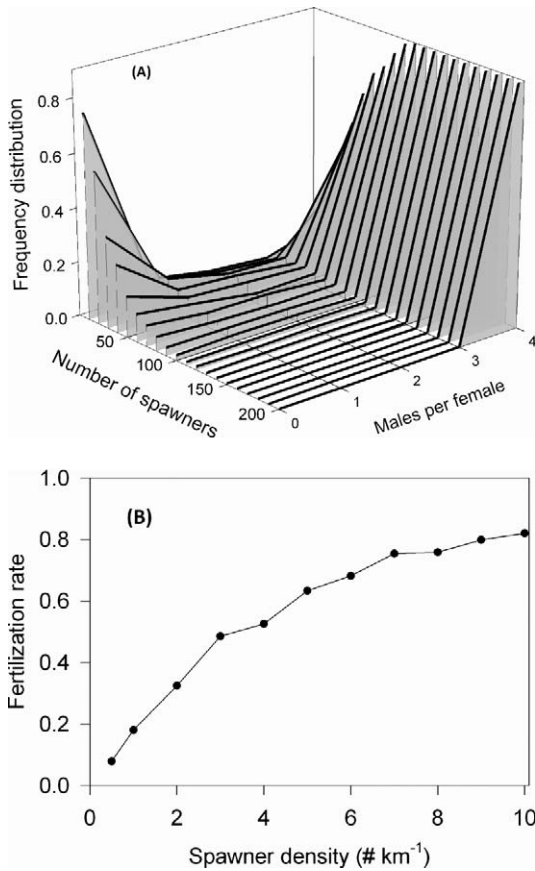 (A)
Frequency distribution
0.8
0.6
0.4
0.2
0.0
50
100
150
200
Number of spawners
0
1
2
3
4
Males per female
(B)
Fertilization rate
1.0
0.8
0.6
0.4
0.2
0.0
0 2 4 6 8 10
Spawner density (# km⁻¹)